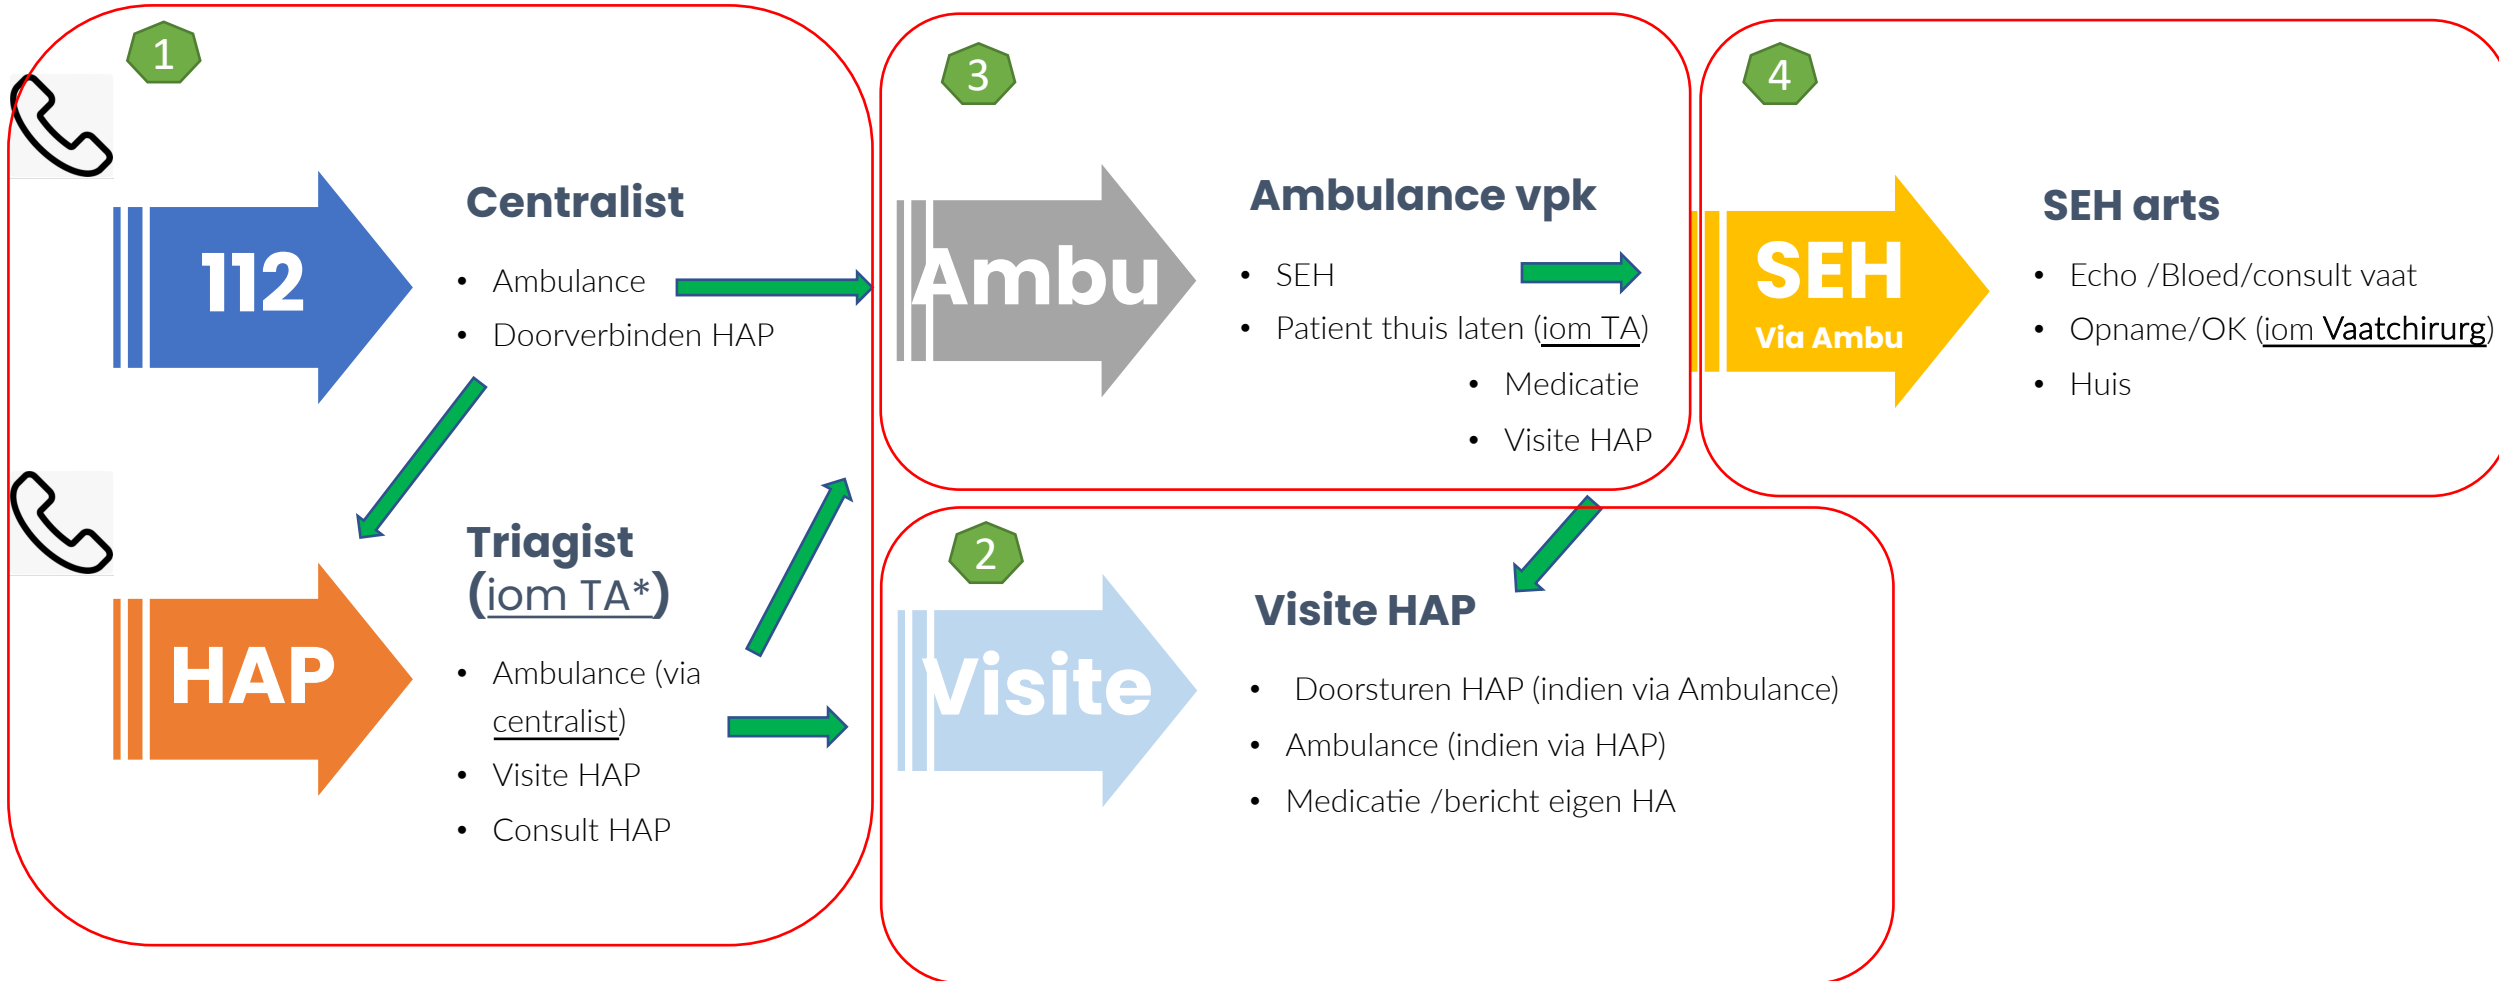 1
112
Centralist
• Ambulance
• Doorverbinden HAP
HAP
Triagist
(iom TA*)
• Ambulance (via
centralist)
• Visite HAP
• Consult HAP
3
Ambu
Ambulance vpk
• SEH
• Patient thuis laten (iom TA)
• Medicatie
• Visite HAP
4
SEH
Via Ambu
SEH arts
• Echo /Bloed/consult vaat
• Opname/OK (iom Vaatchirurg)
• Huis
2
Visite
Visite HAP
• Doorsturen HAP (indien via Ambulance)
• Ambulance (indien via HAP)
• Medicatie /bericht eigen HA